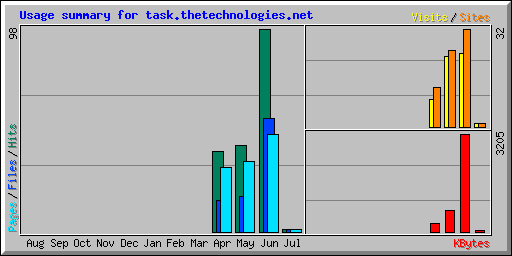 Usage summary for task.thetechnologies.net
Visits/Sites
98
32
Pages/Files/Hits
3205
Aug Sep Oct Nov Dec Jan Feb Mar Apr May Jun Jul
KBytes